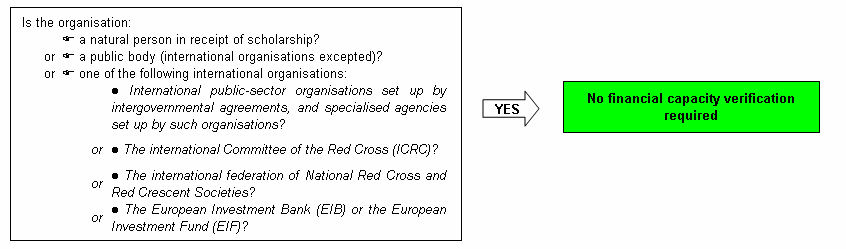 Is the organisation:
☞ a natural person in receipt of scholarship?
or ☞ a public body (international organisations excepted)?
or ☞ one of the following international organisations:
● International public-sector organisations set up by
intergovernmental agreements, and specialised agencies
set up by such organisations?
or ● The international Committee of the Red Cross (ICRC)?
or ● The international federation of National Red Cross and
Red Crescent Societies?
or ● The European Investment Bank (EIB) or the European
Investment Fund (EIF)?
YES
No financial capacity verification
required